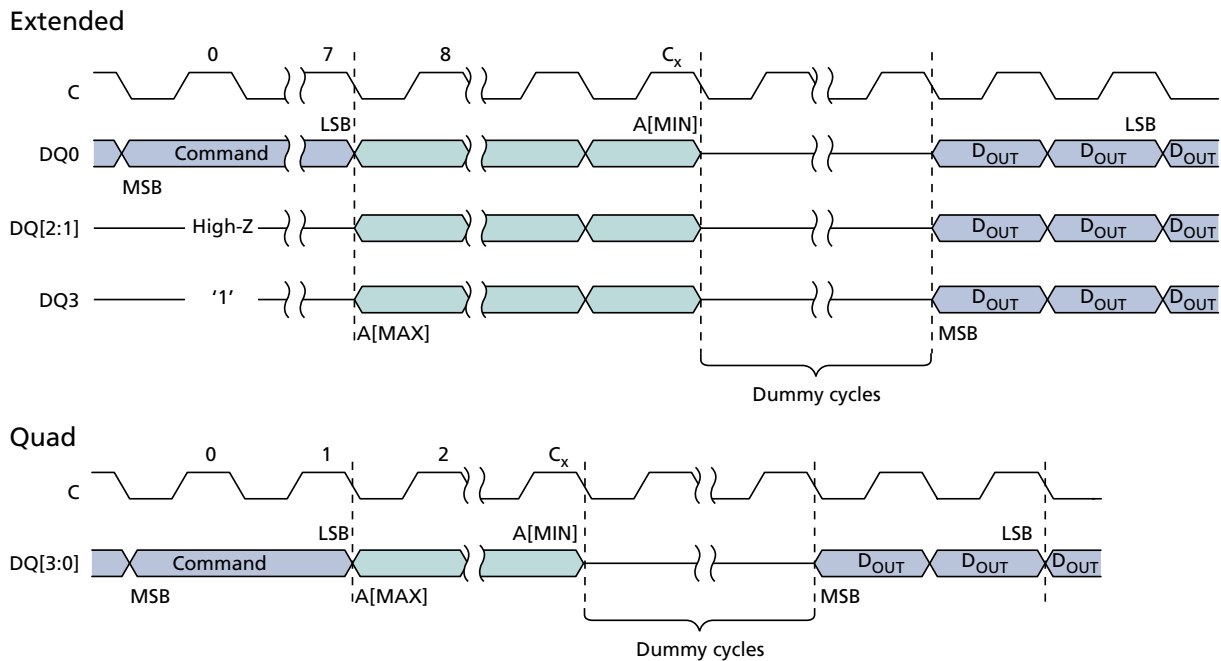 Extended
0 7 8 Cx
C
LSB A[MIN] LSB
DQ0 Command DOUT DOUT DOUT
MSB
DQ[2:1] High-Z DOUT DOUT DOUT
DQ3 '1' DOUT DOUT DOUT
A[MAX] MSB
Dummy cycles
Quad
0 1 2 Cx
C
LSB A[MIN] LSB
DQ[3:0] Command DOUT DOUT DOUT
MSB A[MAX] MSB
Dummy cycles